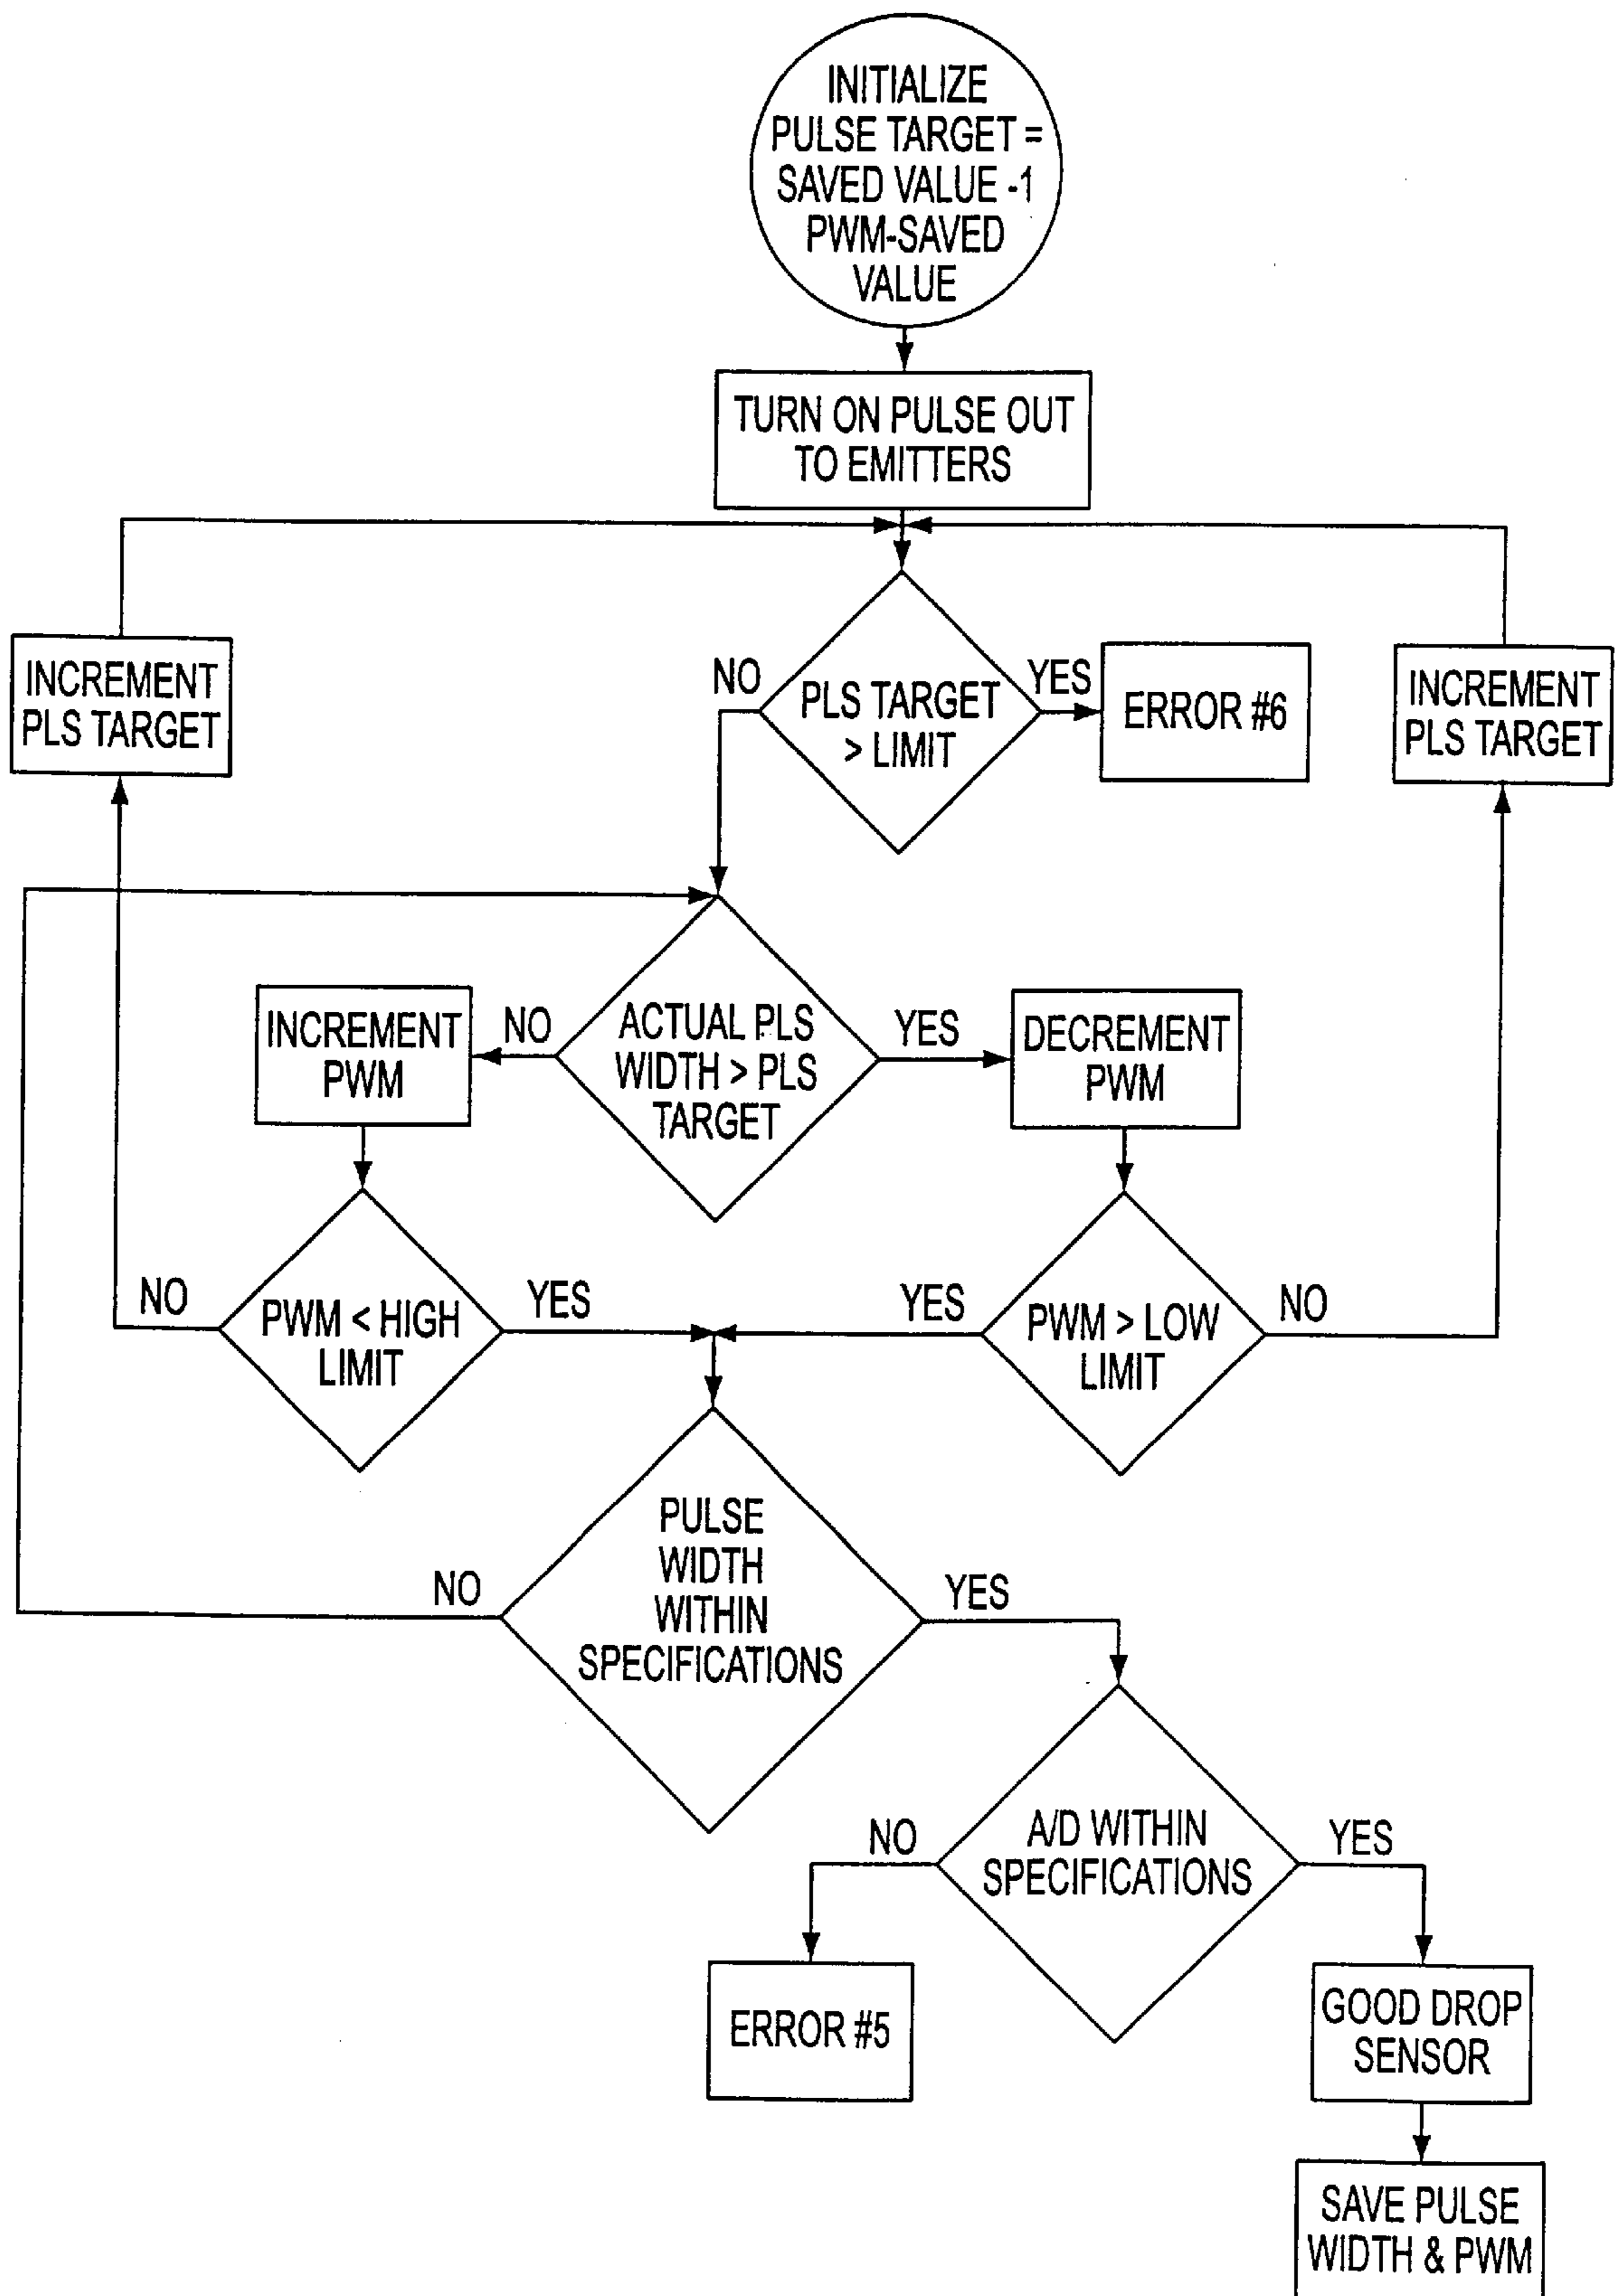 INITIALIZE
PULSE TARGET =
SAVED VALUE -1
PWM-SAVED
VALUE
TURN ON PULSE OUT
TO EMITTERS
INCREMENT
PLS TARGET
NO
PLS TARGET
> LIMIT
YES
ERROR #6
INCREMENT
PLS TARGET
INCREMENT
PWM
NO
ACTUAL PLS
WIDTH > PLS
TARGET
YES
DECREMENT
PWM
NO
PWM < HIGH
LIMIT
YES
YES
PWM > LOW
LIMIT
NO
NO
PULSE
WIDTH
WITHIN
SPECIFICATIONS
YES
NO
A/D WITHIN
SPECIFICATIONS
YES
ERROR #5
GOOD DROP
SENSOR
SAVE PULSE
WIDTH & PWM